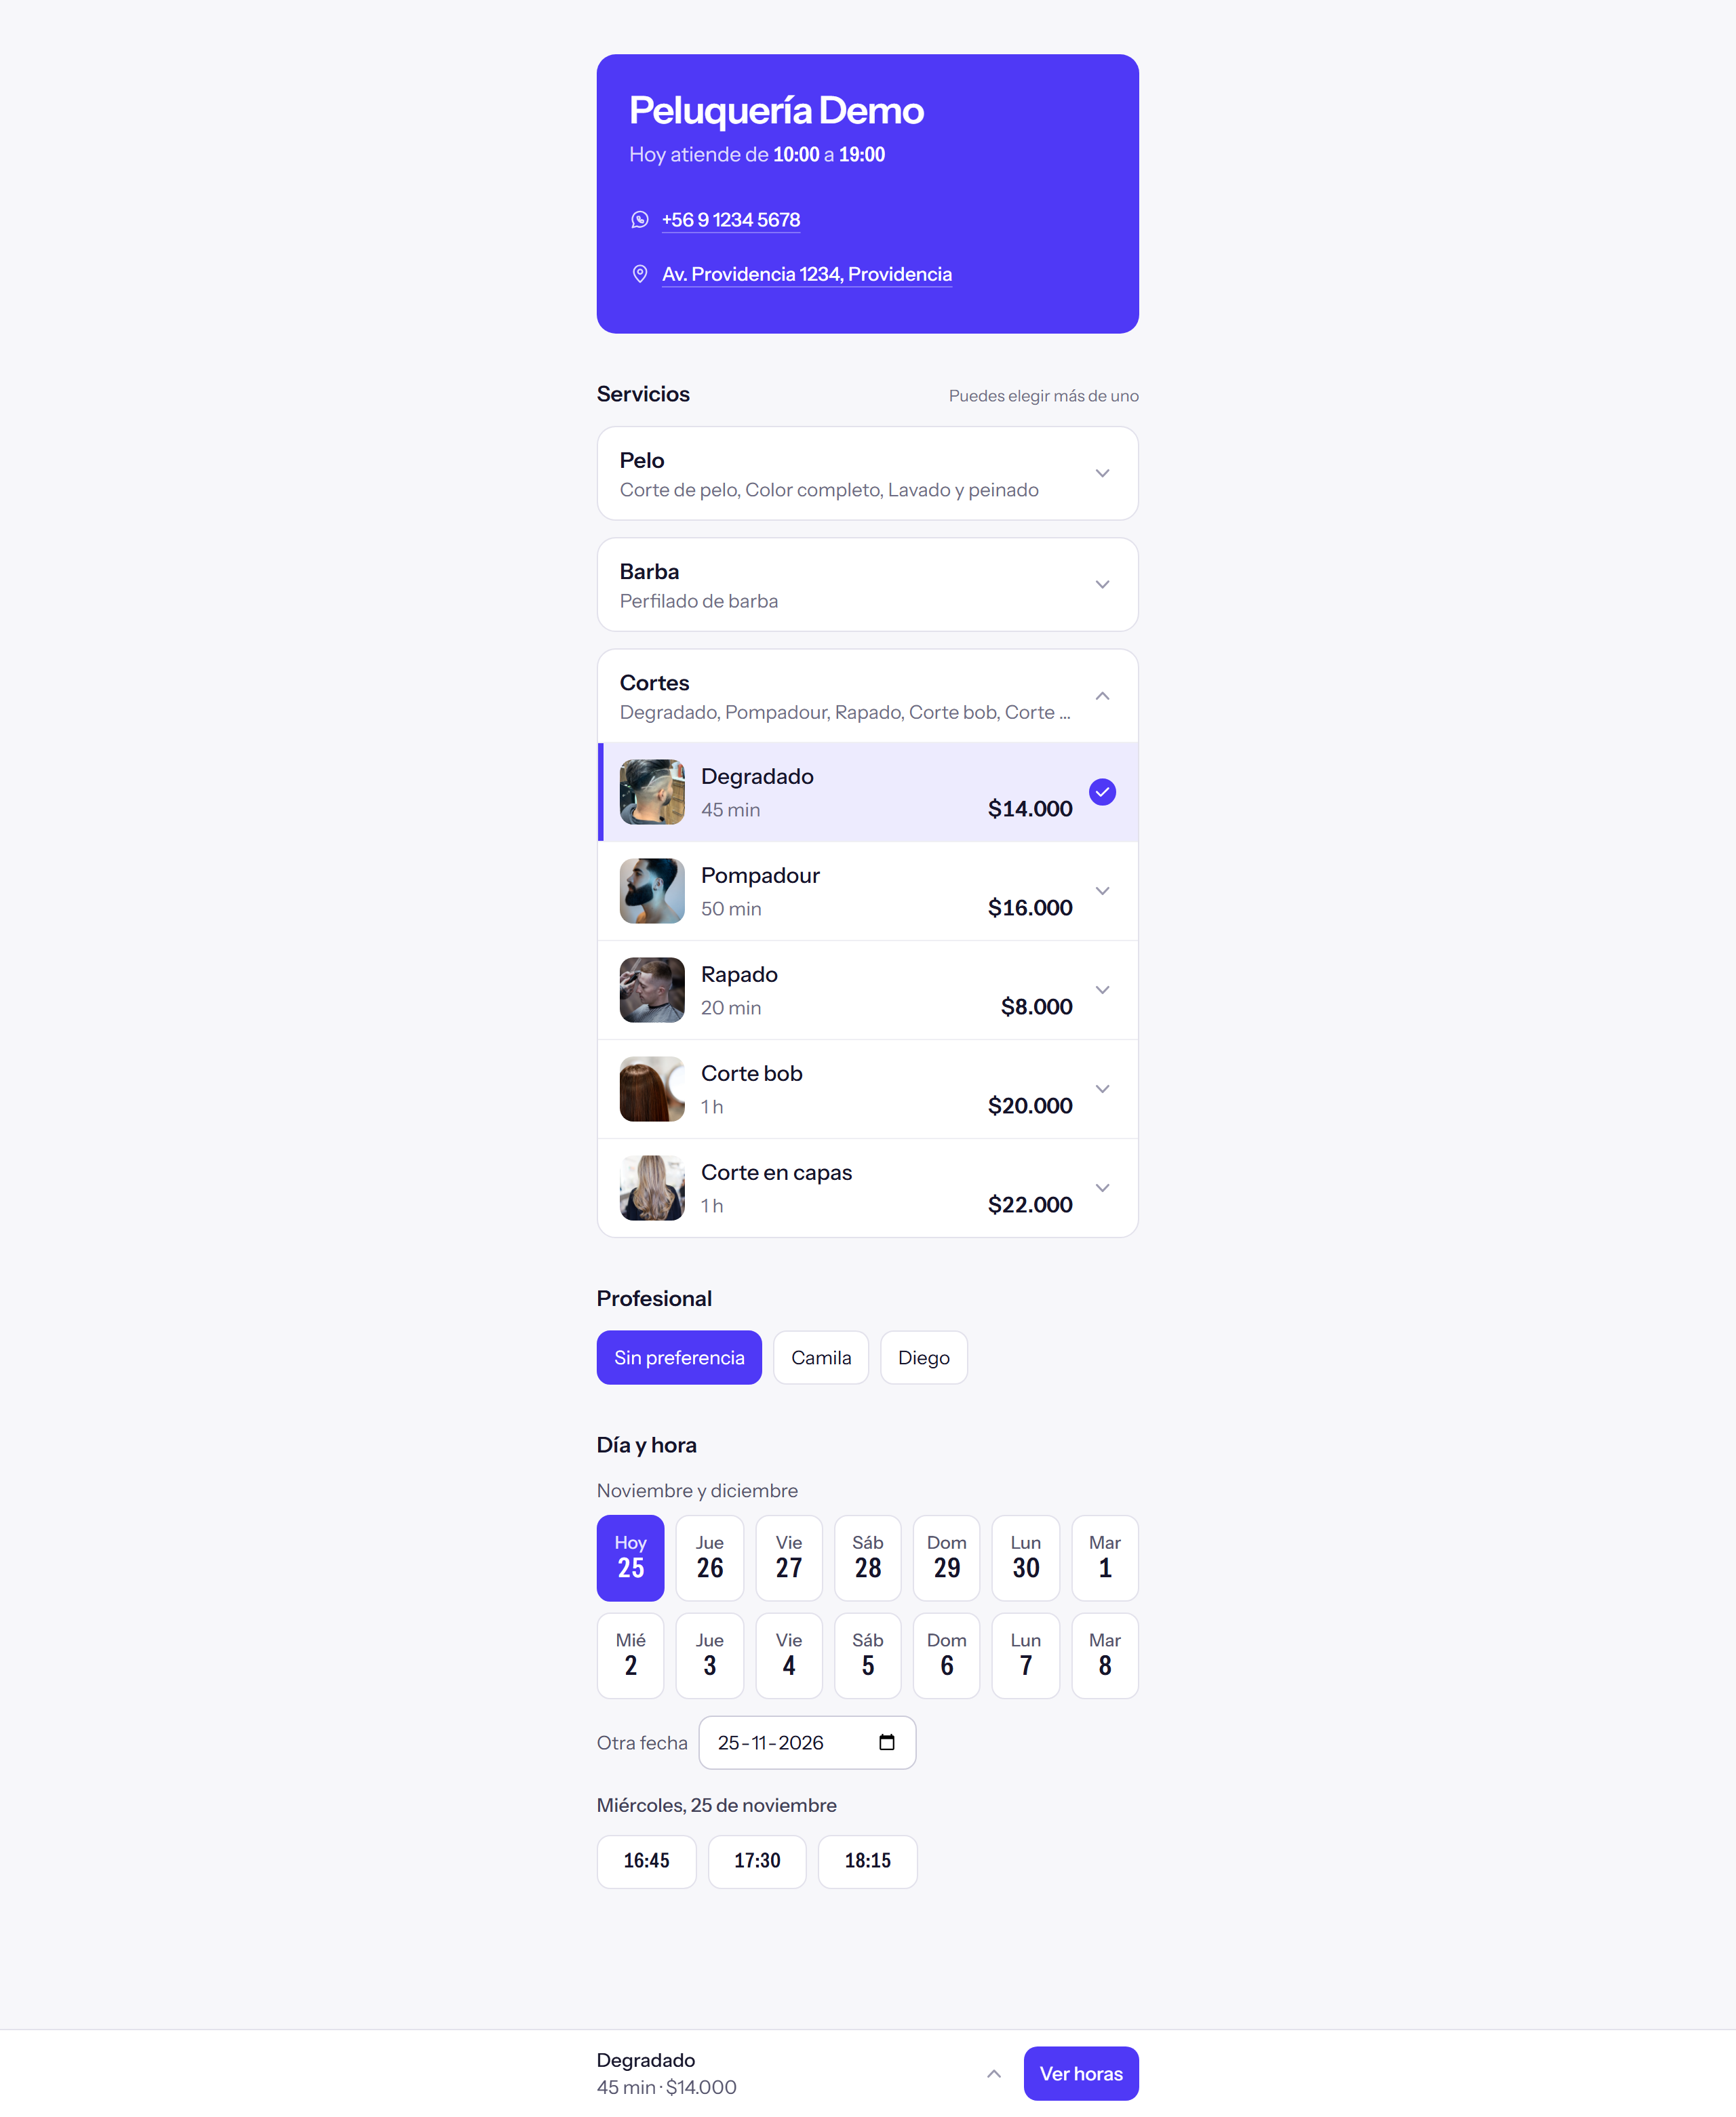 Peluquería Demo
Hoy atiende de 10:00 a 19:00
+56 9 1234 5678
Av. Providencia 1234, Providencia
Servicios
Puedes elegir más de uno
Pelo
Corte de pelo, Color completo, Lavado y peinado
Barba
Perfilado de barba
Cortes
Degradado, Pompadour, Rapado, Corte bob, Corte ...
Degradado
45 min
$14.000
Pompadour
50 min
$16.000
Rapado
20 min
$8.000
Corte bob
1 h
$20.000
Corte en capas
1 h
$22.000
Profesional
Sin preferencia
Camila
Diego
Día y hora
Noviembre y diciembre
Hoy Jue Vie Sáb Dom Lun Mar
25 26 27 28 29 30 1
Mié Jue Vie Sáb Dom Lun Mar
2 3 4 5 6 7 8
Otra fecha 25-11-2026
Miércoles, 25 de noviembre
16:45 17:30 18:15
Degradado
45 min · $14.000
Ver horas